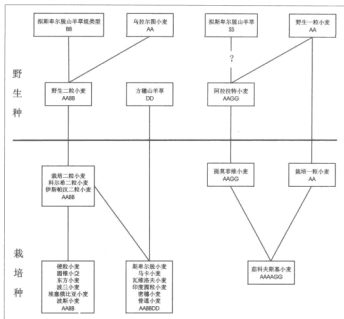 拟斯卑尔脱山羊草组类型
BB
乌拉尔图小麦
AA
拟斯卑尔脱山羊草
SS
野生一粒小麦
AA
?
野生种
野生二粒小麦
AABB
方穗山羊草
DD
阿拉拉特小麦
AAGG
栽培二粒小麦
科尔希二粒小麦
伊斯帕汉二粒小麦
AABB
提莫菲维小麦
AAGG
栽培一粒小麦
AA
栽培种
硬粒小麦
圆锥小麦
东方小麦
波兰小麦
埃塞俄比亚小麦
波斯小麦
AABB
斯卑尔脱小麦
马卡小麦
瓦维洛夫小麦
印度圆粒小麦
密穗小麦
普通小麦
AABBDD
茹科夫斯基小麦
AAAAGG